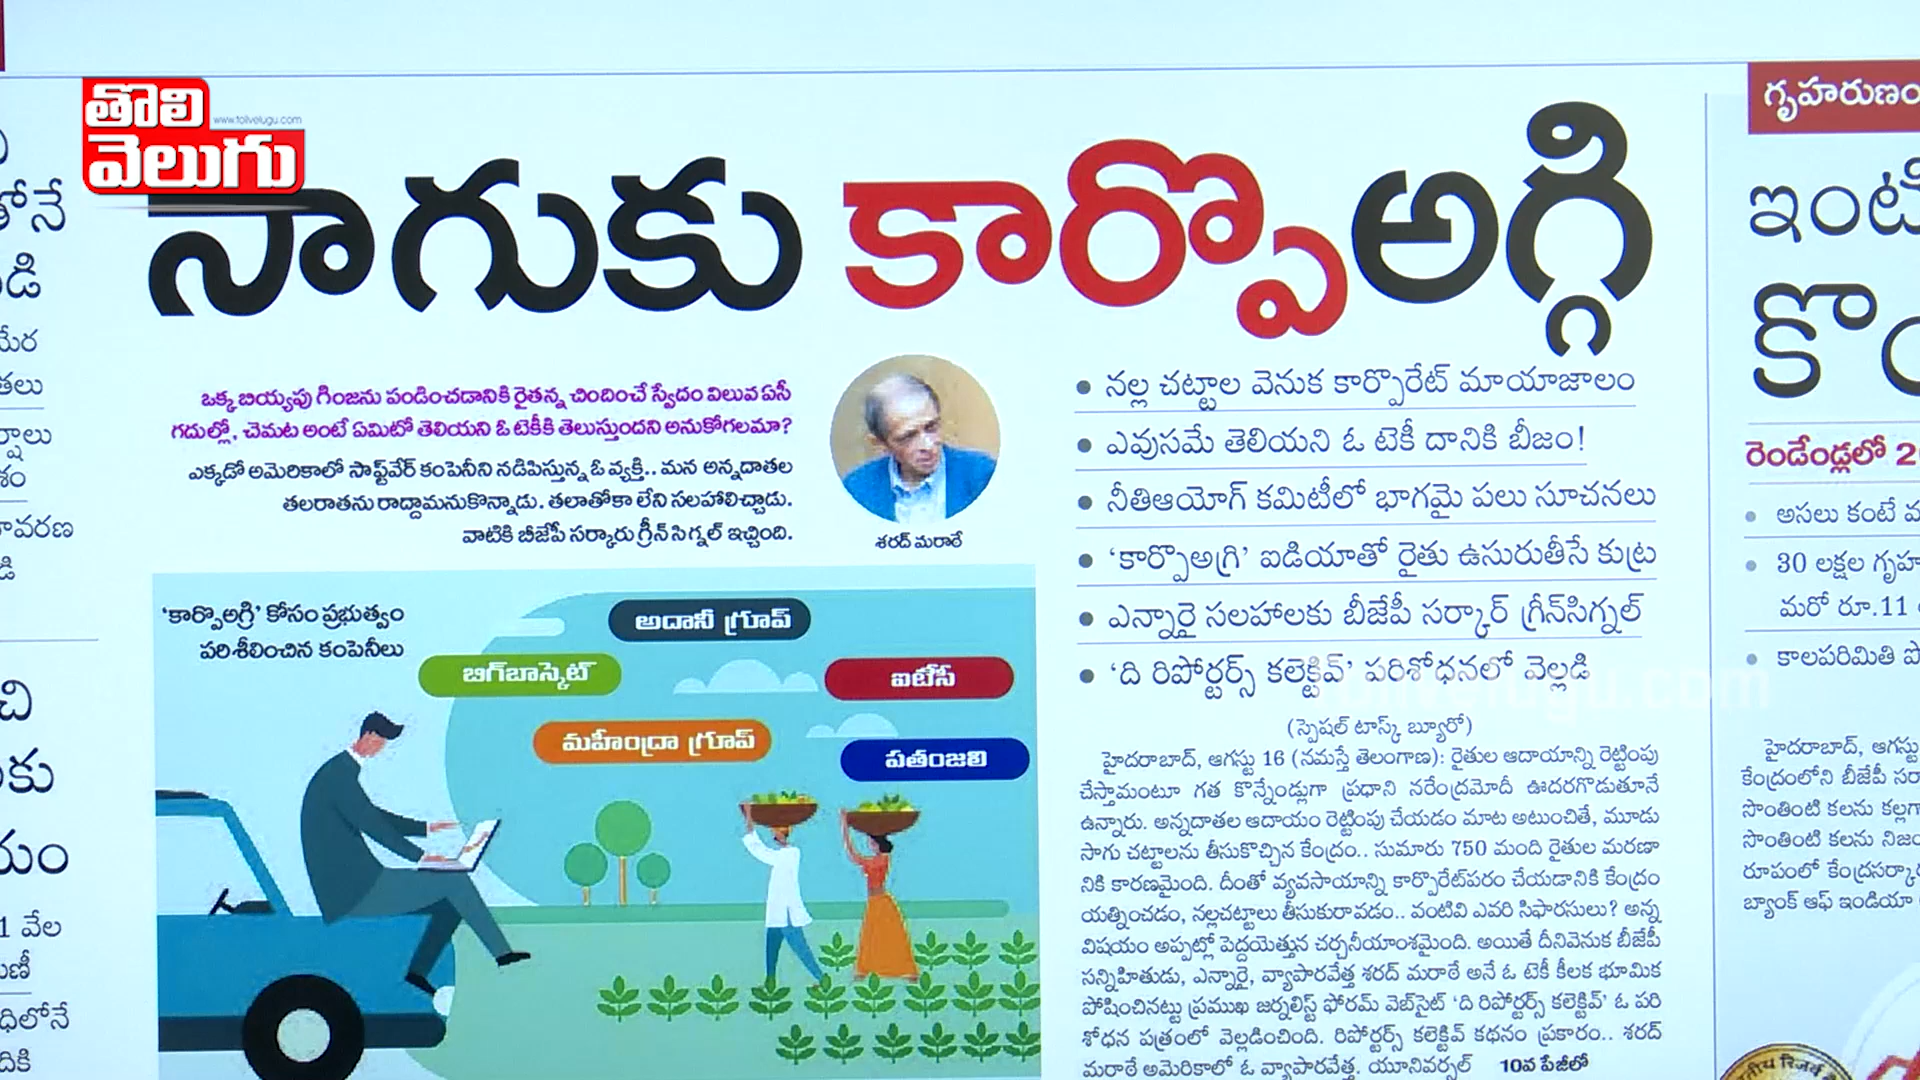 తొలి
వెలుగు
www.tolivelugu.com
నాగుకు కార్పొఅగ్గి
ఒక్క బియ్యపు గింజను పండించడానికి రైతన్న చిందించే స్వేదం విలువ ఏసీ
గదుల్లో, చెమట అంటే ఏమిటో తెలియని ఓ టెకీకి తెలుస్తుందని అనుకోగలమా?
ఎక్కడో అమెరికాలో సాఫ్ట్‌వేర్ కంపెనీని నడిపిస్తున్న ఓ వ్యక్తి.. మన అన్నదాతల
తలరాతను రాద్దామనుకొన్నాడు. తలాతోకా లేని సలహాలిచ్చాడు.
వాటికి బీజేపీ సర్కారు గ్రీన్ సిగ్నల్ ఇచ్చింది.
శరద్ మరాఠే
'కార్పొఅగ్రి' కోసం ప్రభుత్వం
పరిశీలించిన కంపెనీలు
అదానీ గ్రూప్
బిగ్‌బాస్కెట్
ఐటీసీ
మహీంద్రా గ్రూప్
పతంజలి
• నల్ల చట్టాల వెనుక కార్పొరేట్ మాయాజాలం
• ఎవుసమే తెలియని ఓ టెకీ దానికి బీజం!
• నీతిఆయోగ్ కమిటీలో భాగమై పలు సూచనలు
• 'కార్పొఅగ్రి' ఐడియాతో రైతు ఉసురుతీసే కుట్ర
• ఎన్నారై సలహాలకు బీజేపీ సర్కార్ గ్రీన్‌సిగ్నల్
• 'ది రిపోర్టర్స్ కలెక్టివ్' పరిశోధనలో వెల్లడి
tolivelugu.com
(స్పెషల్ టాస్క్ బ్యూరో)
హైదరాబాద్, ఆగస్టు 16 (నమస్తే తెలంగాణ): రైతుల ఆదాయాన్ని రెట్టింపు
చేస్తామంటూ గత కొన్నేండ్లుగా ప్రధాని నరేంద్రమోదీ ఊదరగొడుతూనే
ఉన్నారు. అన్నదాతల ఆదాయం రెట్టింపు చేయడం మాట అటుంచితే, మూడు
సాగు చట్టాలను తీసుకొచ్చిన కేంద్రం.. సుమారు 750 మంది రైతుల మరణా
నికి కారణమైంది. దీంతో వ్యవసాయాన్ని కార్పొరేట్‌పరం చేయడానికి కేంద్రం
యత్నించడం, నల్లచట్టాలు తీసుకురావడం.. వంటివి ఎవరి సిఫారసులు? అన్న
విషయం అప్పట్లో పెద్దయెత్తున చర్చనీయాంశమైంది. అయితే దీనివెనుక బీజేపీ
సన్నిహితుడు, ఎన్నారై, వ్యాపారవేత్త శరద్ మరాఠే అనే ఓ టెకీ కీలక భూమిక
పోషించినట్టు ప్రముఖ జర్నలిస్ట్ ఫోరమ్ వెబ్‌సైట్ 'ది రిపోర్టర్స్ కలెక్టివ్' ఓ పరి
శోధన పత్రంలో వెల్లడించింది. రిపోర్టర్స్ కలెక్టివ్ కథనం ప్రకారం.. శరద్
మరాఠే అమెరికాలో ఓ వ్యాపారవేత్త. యూనివర్సల్ 10వ పేజీలో
గృహరుణం
ఇంటి
రెండేండ్లలో
• అసలు కంటే
• 30 లక్షల గృహ
మరో రూ.11
• కాలపరిమితి
హైదరాబాద్, ఆగస్టు
కేంద్రంలోని బీజేపీ
సొంతింటి కలను
సొంతింటి కలను
రూపంలో
బ్యాంక్ ఆఫ్ ఇండియా
1 వేల